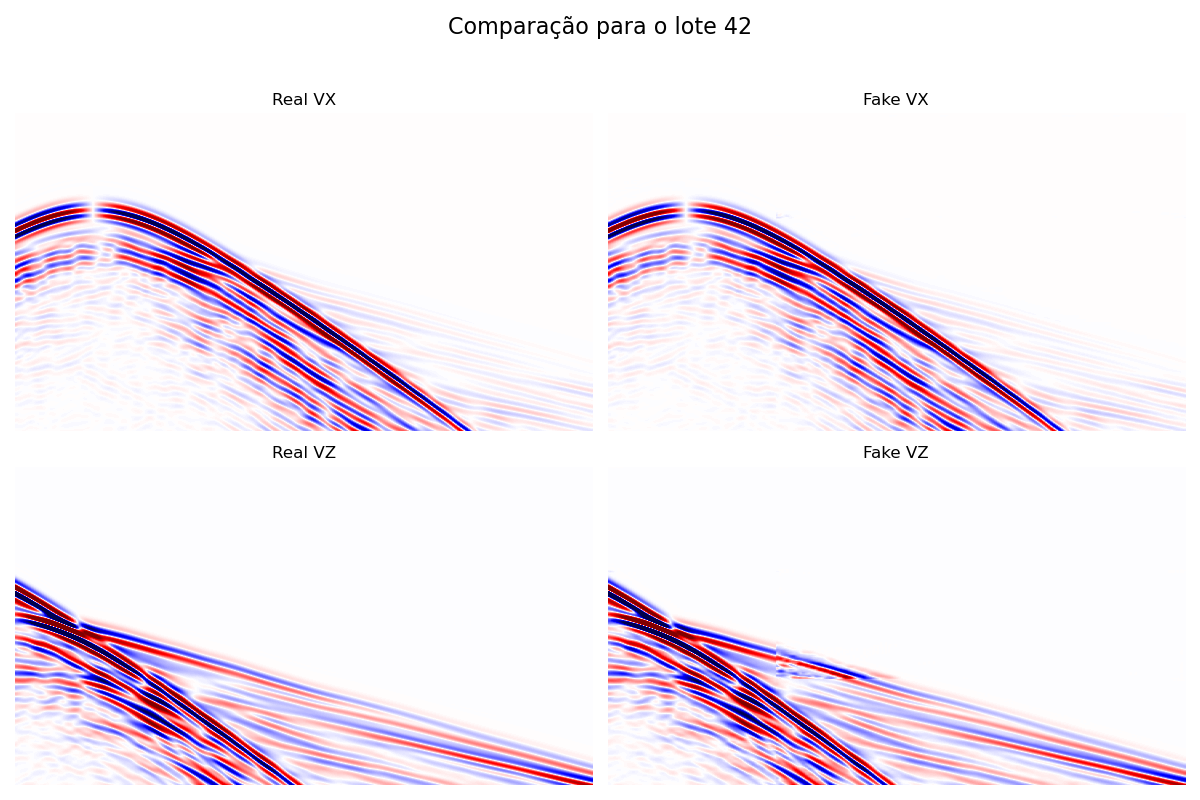 Comparação para o lote 42
Real VX
Fake VX
Real VZ
Fake VZ